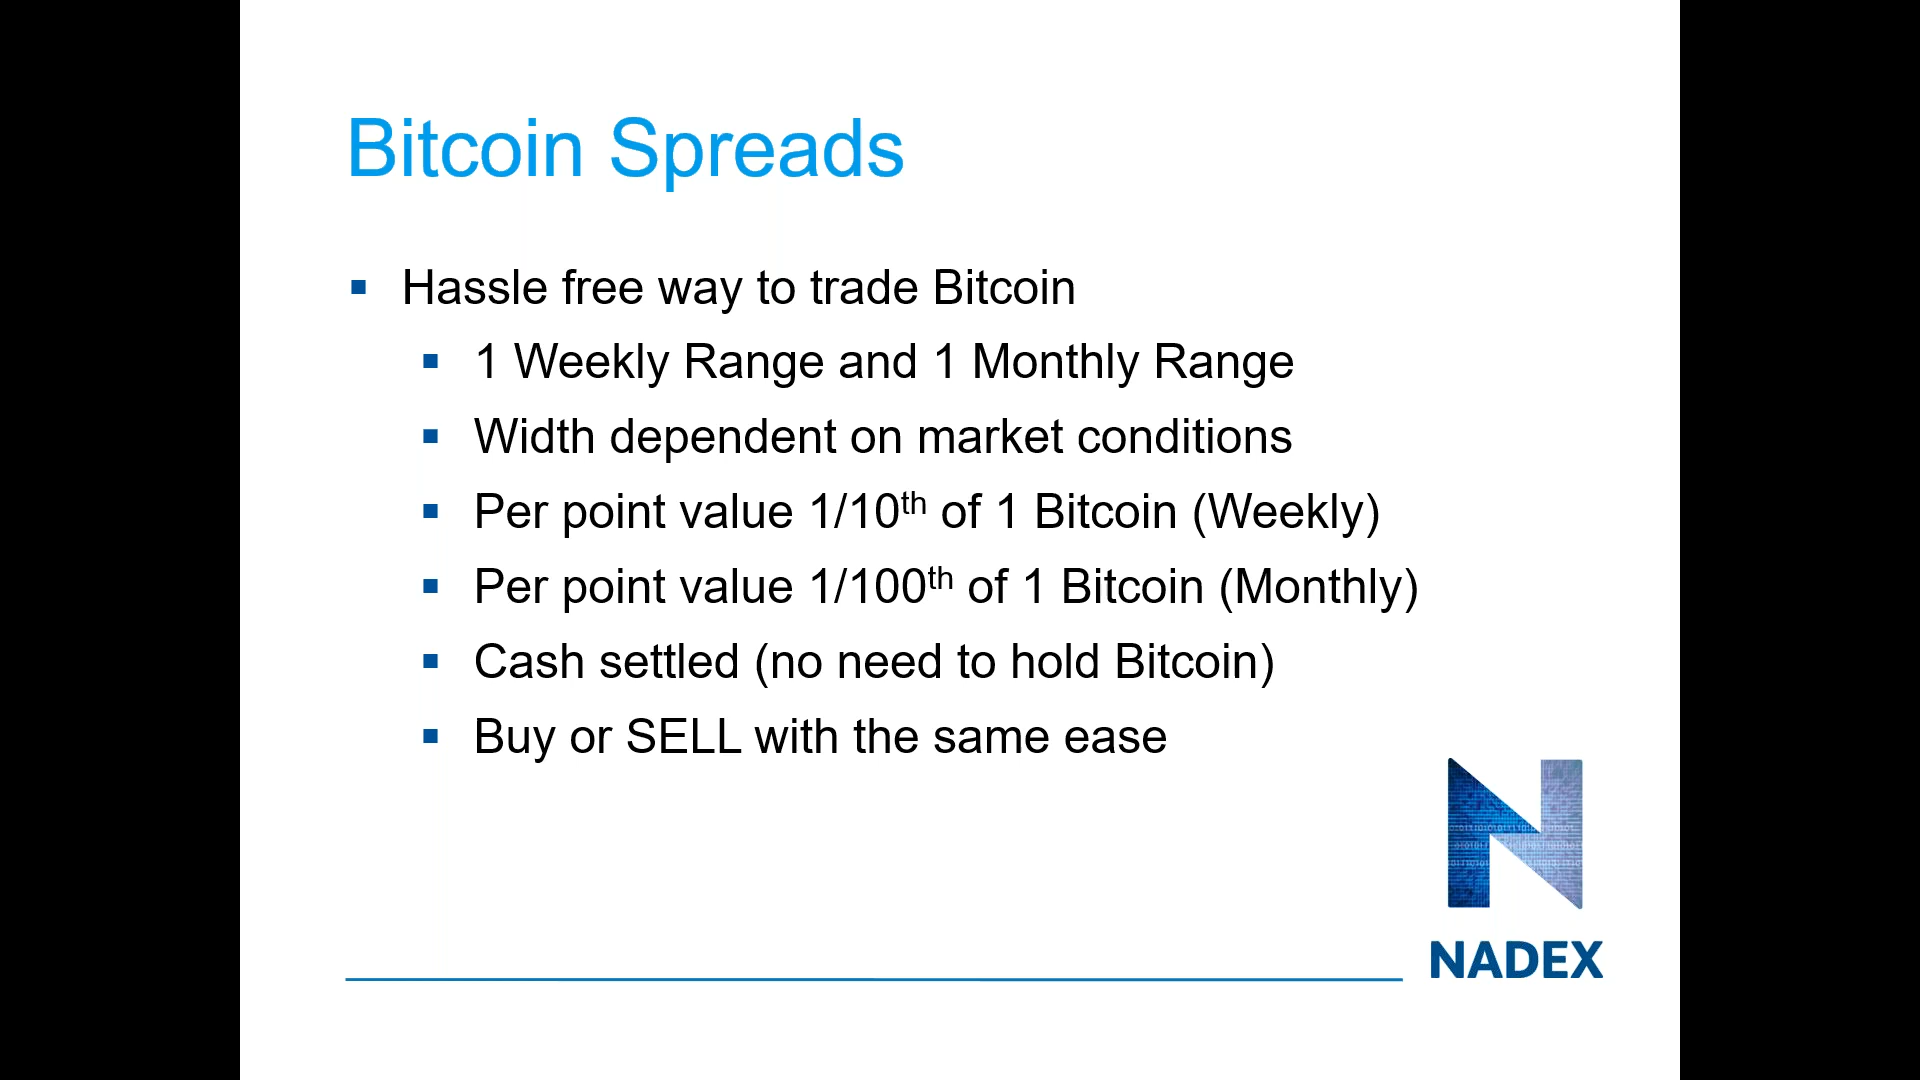 Bitcoin Spreads
▪ Hassle free way to trade Bitcoin
▪ 1 Weekly Range and 1 Monthly Range
▪ Width dependent on market conditions
▪ Per point value 1/10th of 1 Bitcoin (Weekly)
▪ Per point value 1/100th of 1 Bitcoin (Monthly)
▪ Cash settled (no need to hold Bitcoin)
▪ Buy or SELL with the same ease
NADEX